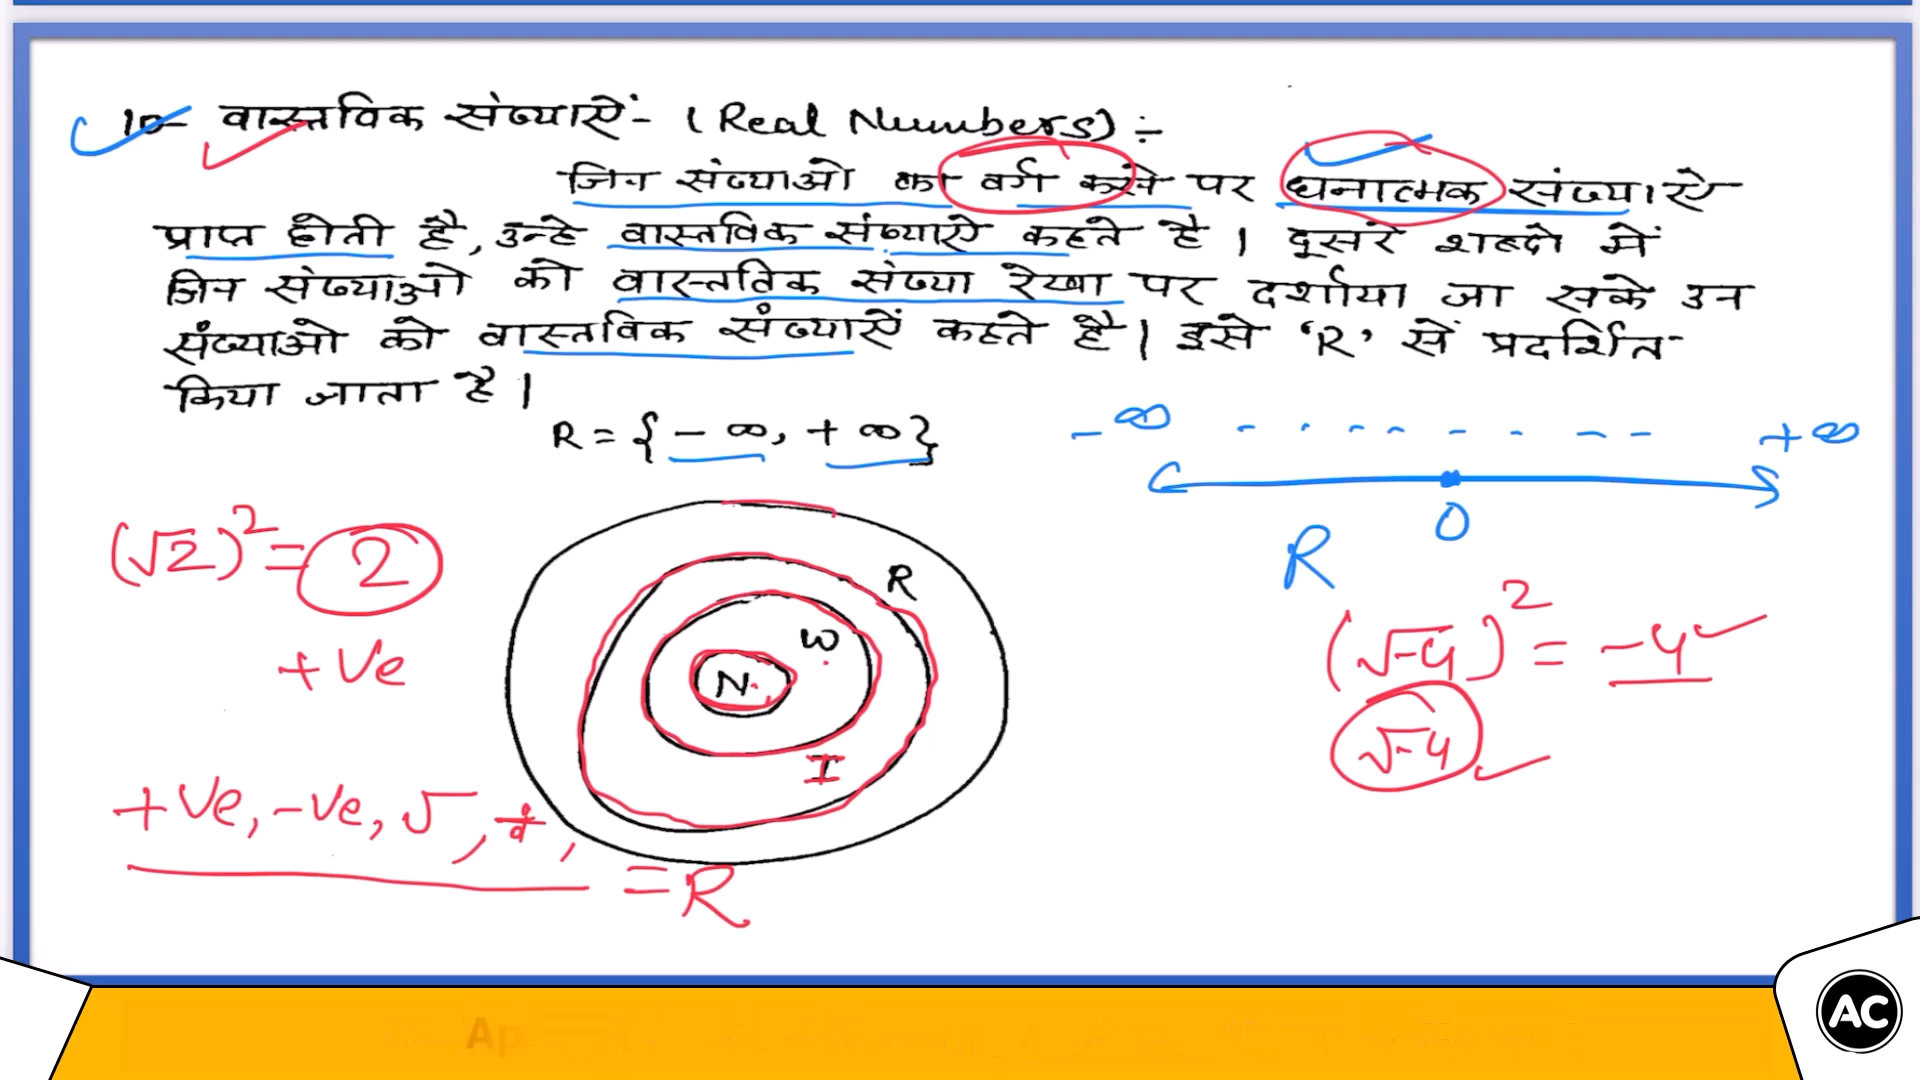 10- वास्तविक संख्याऐं- (Real Numbers) ÷
जिन संख्याओ का वर्ग करने पर धनात्मक संख्याऐ
प्राप्त होती है, उन्हे वास्तविक संख्याऐ कहते है । दूसरे शब्दो में
जिन संख्याओ को वास्तविक संख्या रेखा पर दर्शाया जा सके उन
संख्याओ को वास्तविक संख्याऐं कहते है । इसे 'R' से प्रदर्शित
किया जाता है ।
R = { - ∞, + ∞}
- ∞ - - - - - - - - - + ∞
0
R
(√2)² = 2
+Ve
R
W
N
I
(√-4)² = -4
√-4
+Ve, -Ve, √ ,
= R
AC